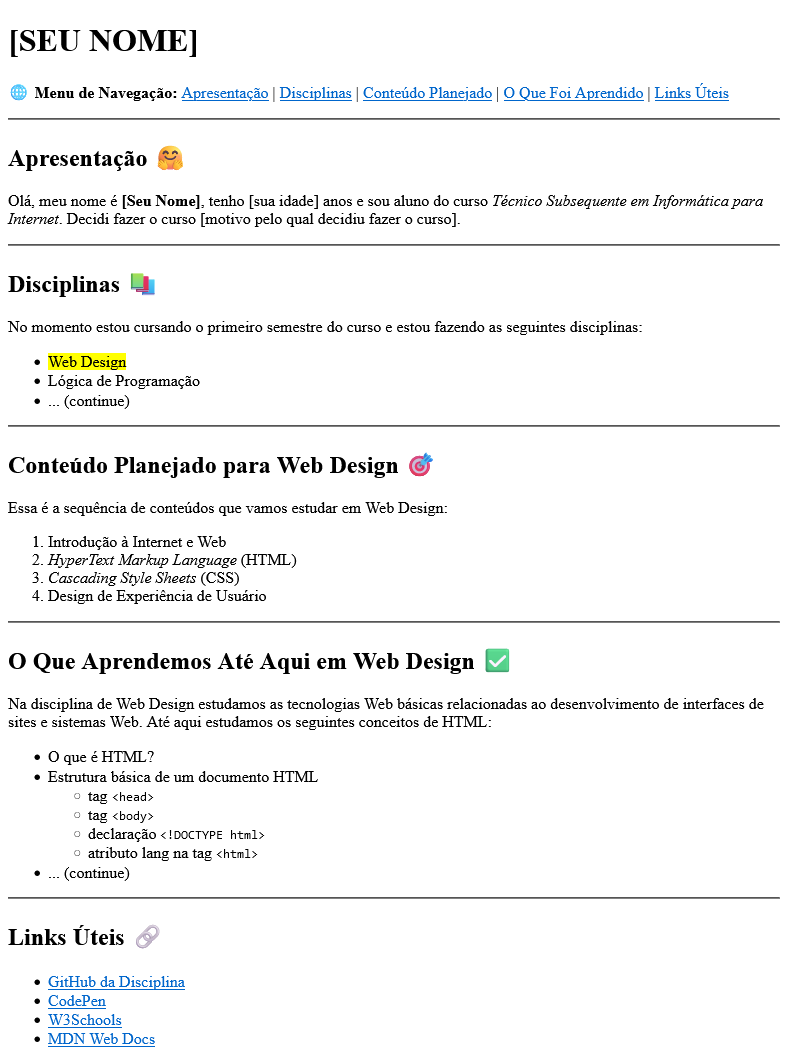 [SEU NOME]
🌐 Menu de Navegação: Apresentação | Disciplinas | Conteúdo Planejado | O Que Foi Aprendido | Links Úteis
Apresentação 🤗
Olá, meu nome é [Seu Nome], tenho [sua idade] anos e sou aluno do curso Técnico Subsequente em Informática para
Internet. Decidi fazer o curso [motivo pelo qual decidiu fazer o curso].
Disciplinas 📚
No momento estou cursando o primeiro semestre do curso e estou fazendo as seguintes disciplinas:
• Web Design
• Lógica de Programação
• ... (continue)
Conteúdo Planejado para Web Design 🎯
Essa é a sequência de conteúdos que vamos estudar em Web Design:
1. Introdução à Internet e Web
2. HyperText Markup Language (HTML)
3. Cascading Style Sheets (CSS)
4. Design de Experiência de Usuário
O Que Aprendemos Até Aqui em Web Design ✅
Na disciplina de Web Design estudamos as tecnologias Web básicas relacionadas ao desenvolvimento de interfaces de
sites e sistemas Web. Até aqui estudamos os seguintes conceitos de HTML:
• O que é HTML?
• Estrutura básica de um documento HTML
◦ tag <head>
◦ tag <body>
◦ declaração <!DOCTYPE html>
◦ atributo lang na tag <html>
• ... (continue)
Links Úteis 🔗
• GitHub da Disciplina
• CodePen
• W3Schools
• MDN Web Docs